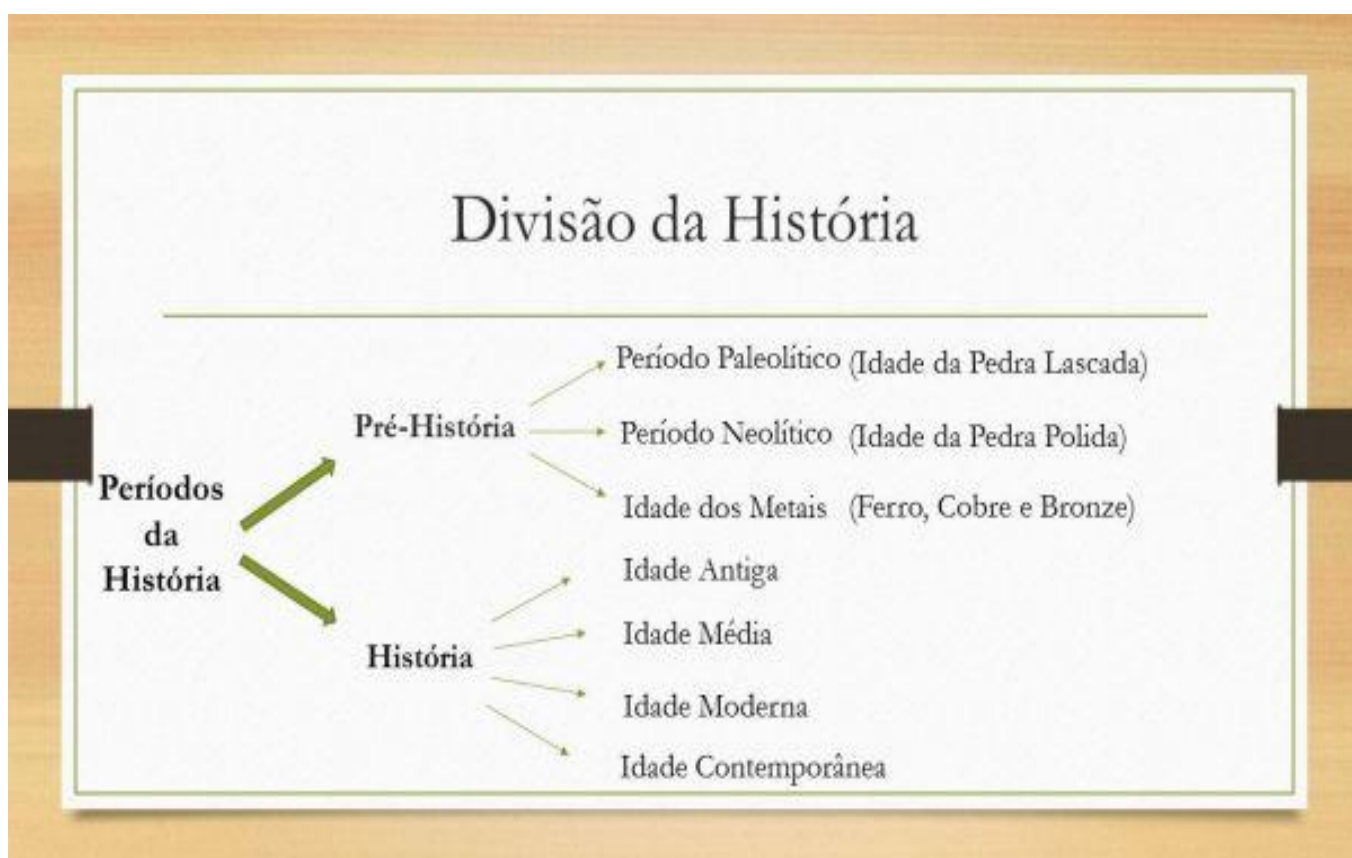 Divisão da História
Períodos
da
História
Pré-História
Período Paleolítico (Idade da Pedra Lascada)
Período Neolítico (Idade da Pedra Polida)
Idade dos Metais (Ferro, Cobre e Bronze)
História
Idade Antiga
Idade Média
Idade Moderna
Idade Contemporânea